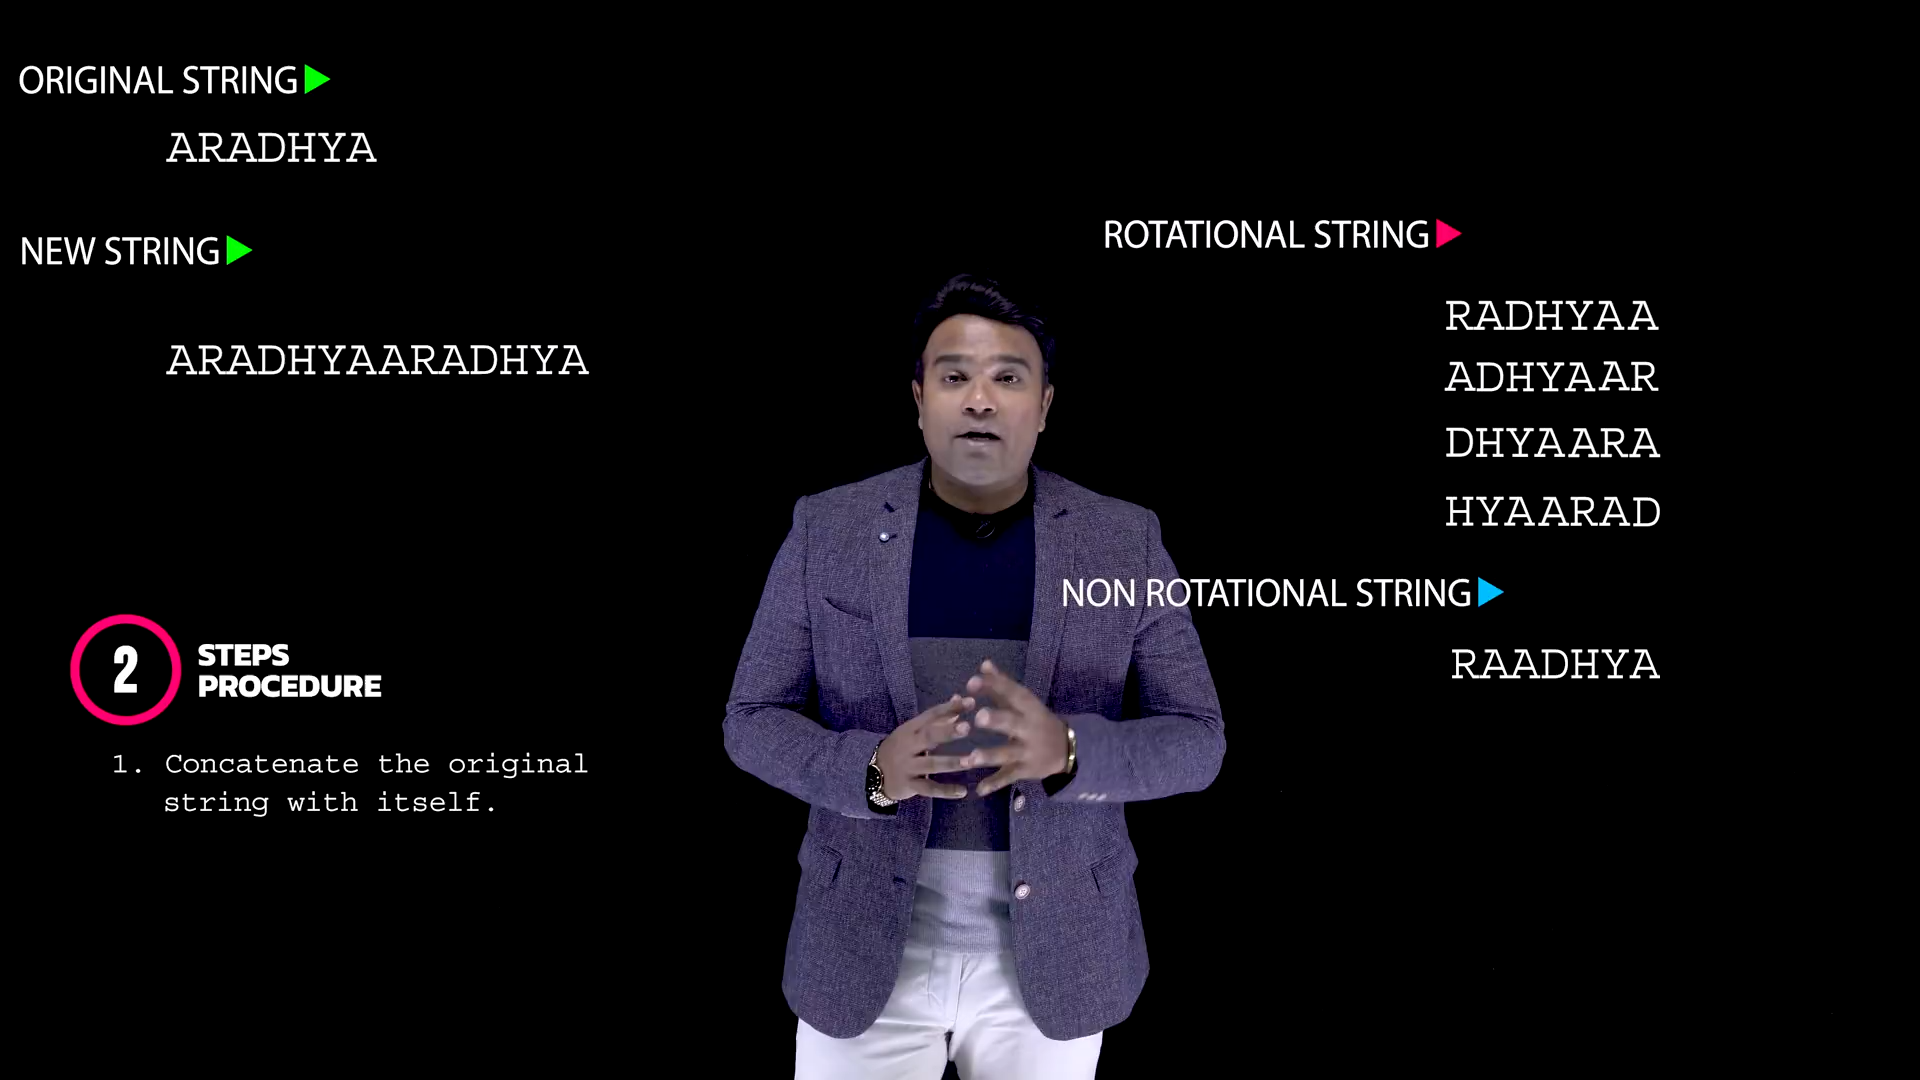 ORIGINAL STRING
ARADHYA
NEW STRING
ARADHYAARADHYA
2 STEPS
PROCEDURE
1. Concatenate the original
string with itself.
ROTATIONAL STRING
RADHYAA
ADHYAAR
DHYAARA
HYAARAD
NON ROTATIONAL STRING
RAADHYA